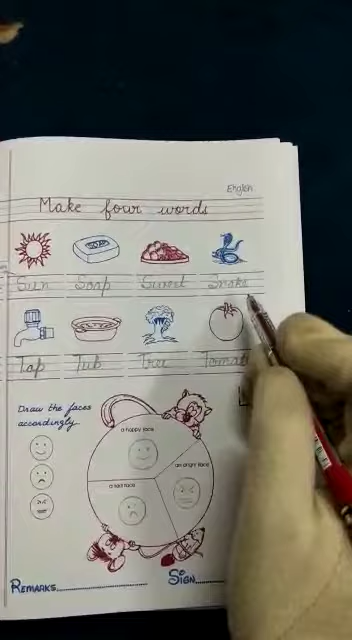 English
Make four words
SOAP
Sun Soap Sweet Snake
Tap Tub Tree Tomato
Draw the faces
accordingly.
a happy face
an angry face
a sad face
REMARKS.................... SIGN.........